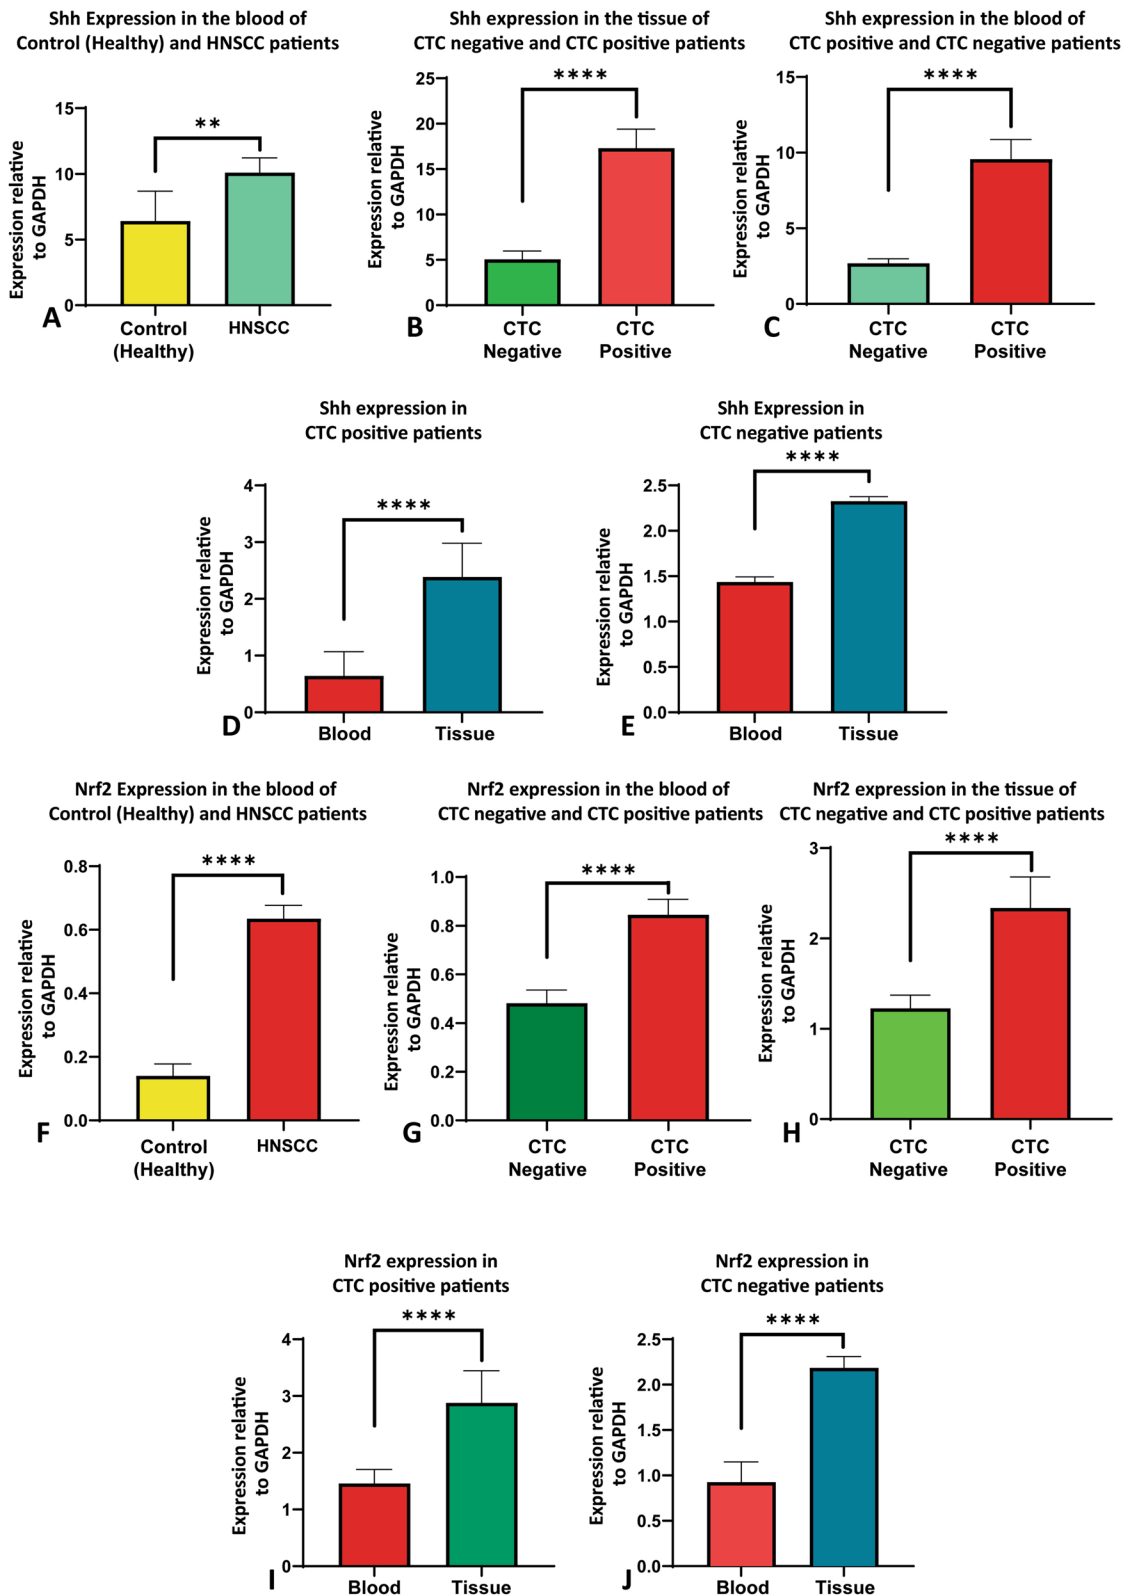 Shh Expression in the blood of
Control (Healthy) and HNSCC patients
**
Expression relative
to GAPDH
15
10
5
0
A
Control
(Healthy)
HNSCC
Shh expression in the tissue of
CTC negative and CTC positive patients
****
Expression relative
to GAPDH
25
20
15
10
5
0
B
CTC
Negative
CTC
Positive
Shh expression in the blood of
CTC positive and CTC negative patients
****
Expression relative
to GAPDH
15
10
5
0
C
CTC
Negative
CTC
Positive
Shh expression in
CTC positive patients
****
Expression relative
to GAPDH
4
3
2
1
0
D
Blood
Tissue
Shh Expression in
CTC negative patients
****
Expression relative
to GAPDH
2.5
2.0
1.5
1.0
0.5
0.0
E
Blood
Tissue
Nrf2 Expression in the blood of
Control (Healthy) and HNSCC patients
****
Expression relative
to GAPDH
0.8
0.6
0.4
0.2
0.0
F
Control
(Healthy)
HNSCC
Nrf2 expression in the blood of
CTC negative and CTC positive patients
****
Expression relative
to GAPDH
1.0
0.8
0.6
0.4
0.2
0.0
G
CTC
Negative
CTC
Positive
Nrf2 expression in the tissue of
CTC negative and CTC positive patients
****
Expression relative
to GAPDH
3
2
1
0
H
CTC
Negative
CTC
Positive
Nrf2 expression in
CTC positive patients
****
Expression relative
to GAPDH
4
3
2
1
0
I
Blood
Tissue
Nrf2 expression in
CTC negative patients
****
Expression relative
to GAPDH
2.5
2.0
1.5
1.0
0.5
0.0
J
Blood
Tissue